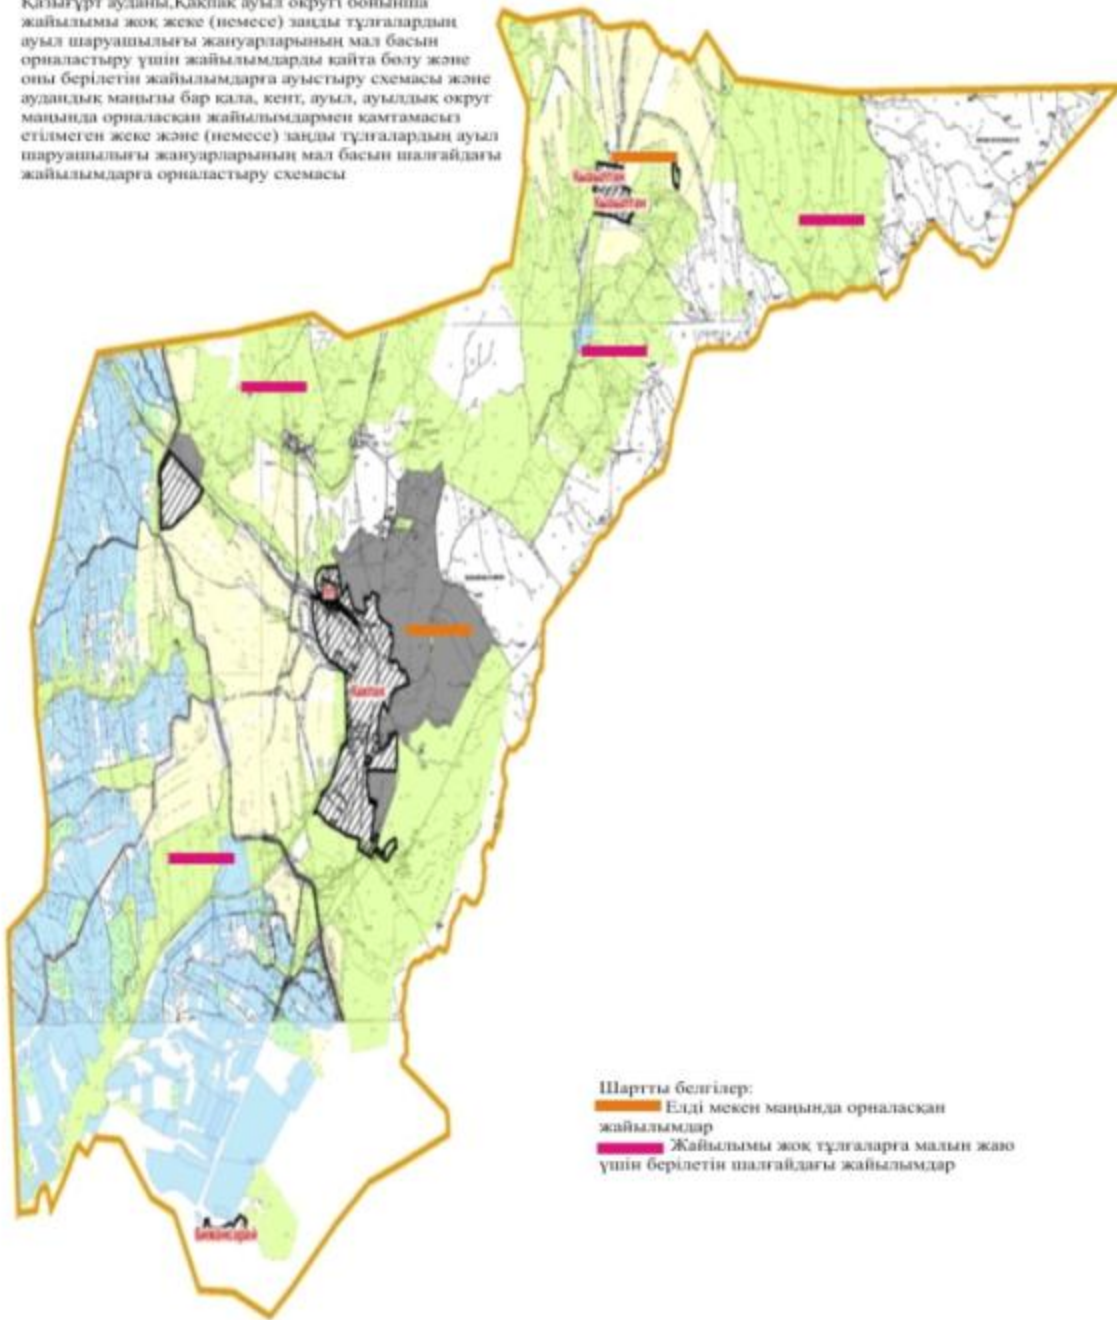 Қазығұрт ауданы,Қақпақ ауыл округі бойынша
жайылымы жоқ жеке (немесе) заңды тұлғалардың
ауыл шаруашылығы жануарларының мал басын
орналастыру үшін жайылымдарды қайта бөлу және
оны берілетін жайылымдарға ауыстыру схемасы және
аудандық маңызы бар қала, кент, ауыл, ауылдық округ
маңында орналасқан жайылымдармен қамтамасыз
етілмеген жеке және (немесе) заңды тұлғалардың ауыл
шаруашылығы жануарларының мал басын шалғайдағы
жайылымдарға орналастыру схемасы
Қызылтаң
Қызылтаң
Қақпақ
Шартты белгілер:
Елді мекен маңында орналасқан
жайылымдар
Жайылымы жоқ тұлғаларға малын жаю
үшін берілетін шалғайдағы жайылымдар